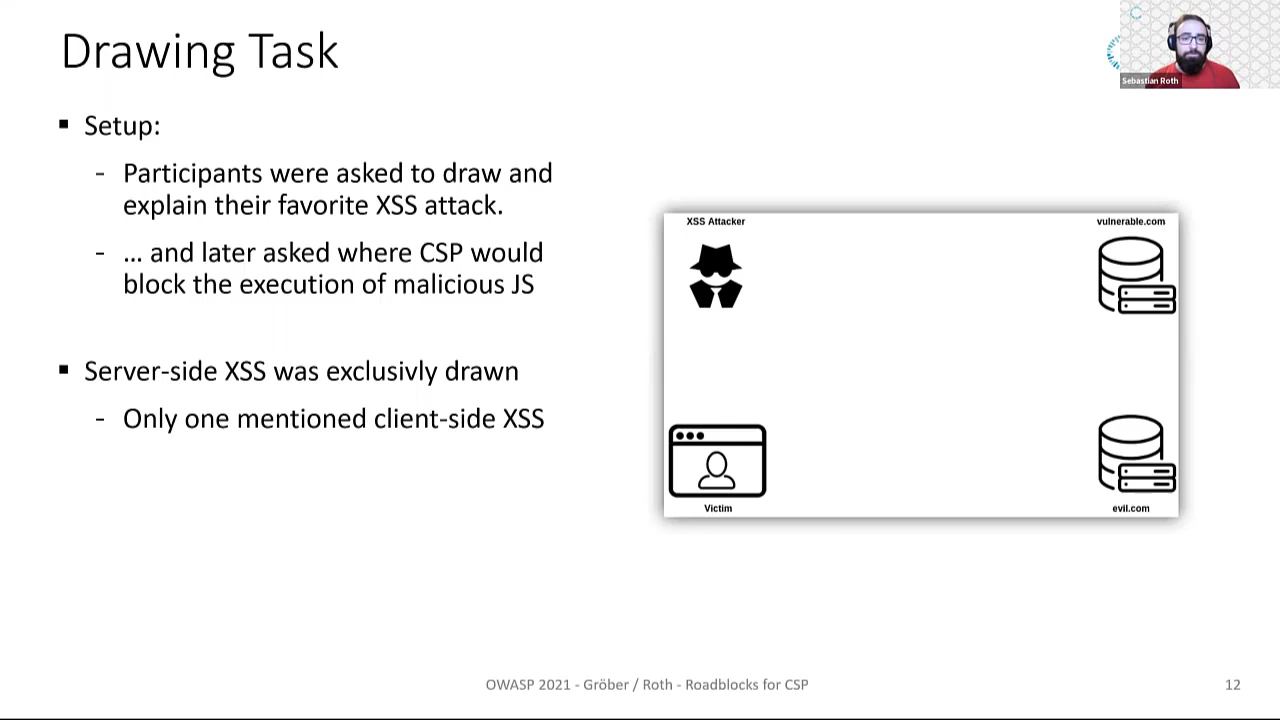 Drawing Task
Sebastian Roth
▪ Setup:
- Participants were asked to draw and
explain their favorite XSS attack.
- … and later asked where CSP would
block the execution of malicious JS
▪ Server-side XSS was exclusivly drawn
- Only one mentioned client-side XSS
XSS Attacker
vulnerable.com
Victim
evil.com
OWASP 2021 - Gröber / Roth - Roadblocks for CSP
12